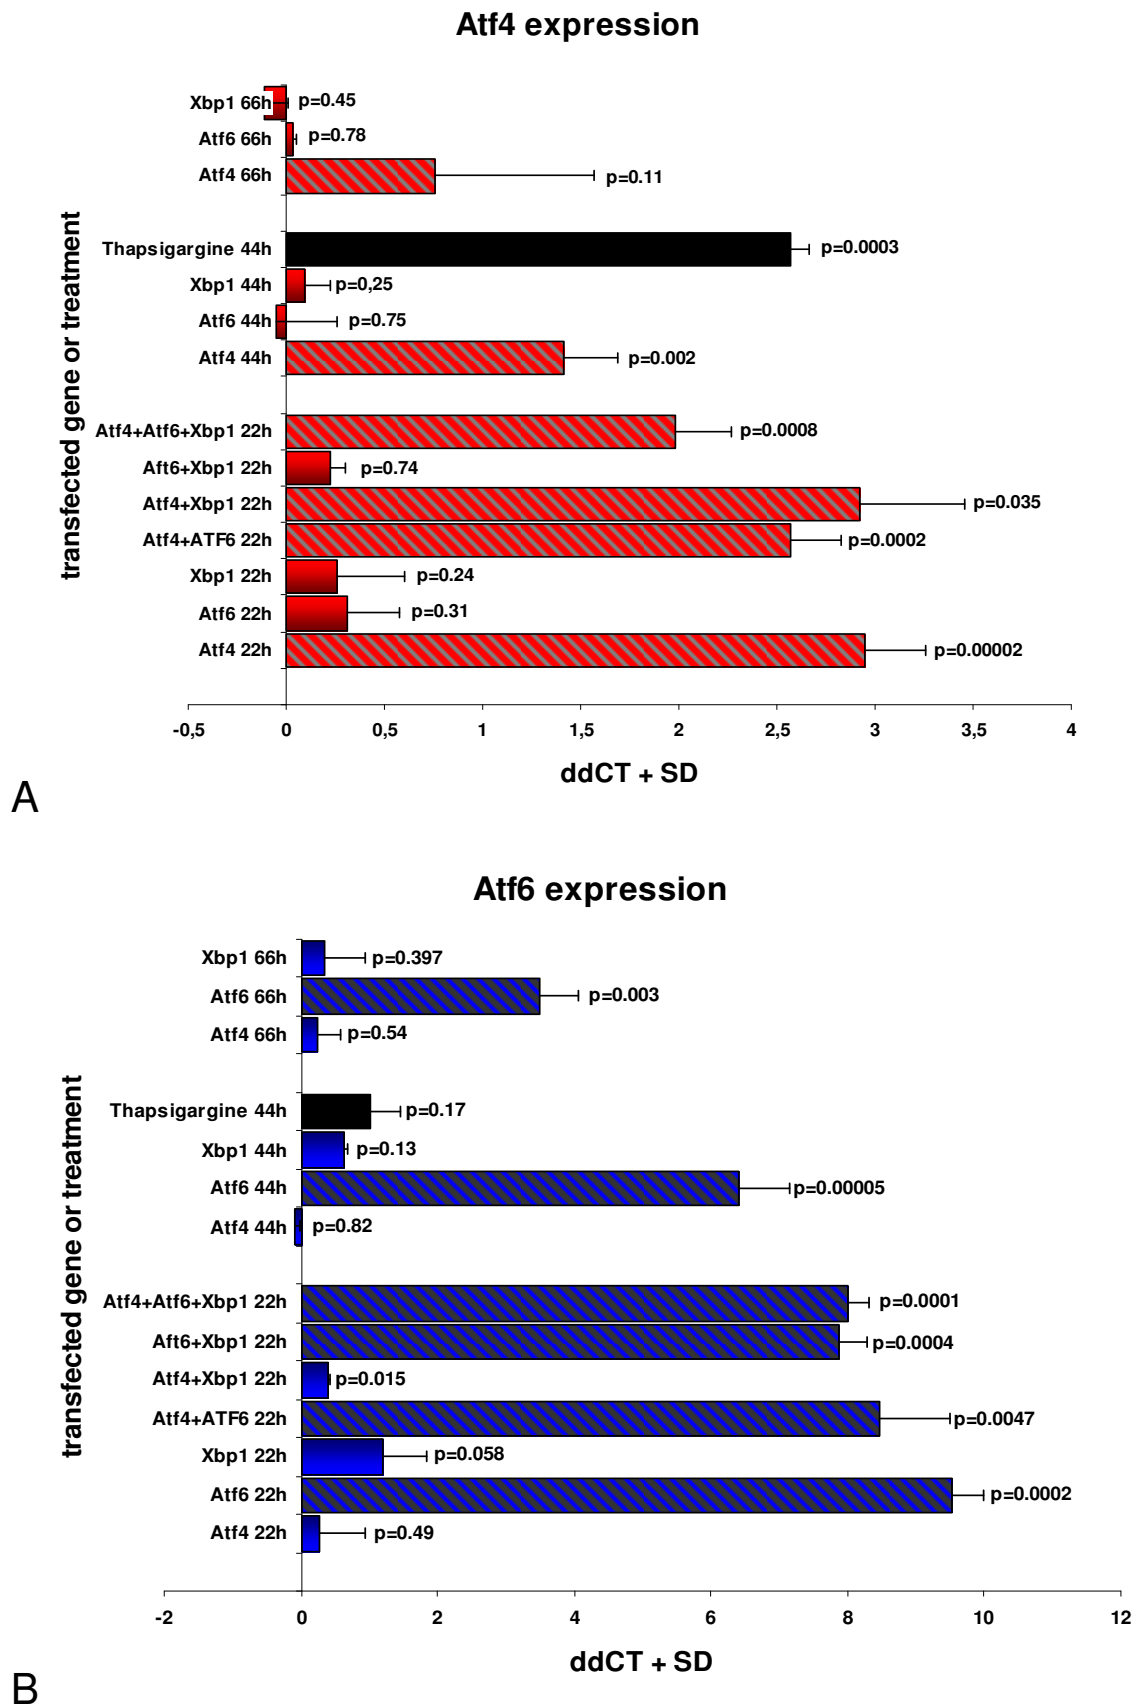 Atf4 expression
transfected gene or treatment
Xbp1 66h p=0.45
Atf6 66h p=0.78
Atf4 66h p=0.11
Thapsigargine 44h p=0.0003
Xbp1 44h p=0,25
Atf6 44h p=0.75
Atf4 44h p=0.002
Atf4+Atf6+Xbp1 22h p=0.0008
Aft6+Xbp1 22h p=0.74
Atf4+Xbp1 22h p=0.035
Atf4+ATF6 22h p=0.0002
Xbp1 22h p=0.24
Atf6 22h p=0.31
Atf4 22h p=0.00002
-0,5 0 0,5 1 1,5 2 2,5 3 3,5 4
ddCT + SD
A
Atf6 expression
transfected gene or treatment
Xbp1 66h p=0.397
Atf6 66h p=0.003
Atf4 66h p=0.54
Thapsigargine 44h p=0.17
Xbp1 44h p=0.13
Atf6 44h p=0.00005
Atf4 44h p=0.82
Atf4+Atf6+Xbp1 22h p=0.0001
Aft6+Xbp1 22h p=0.0004
Atf4+Xbp1 22h p=0.015
Atf4+ATF6 22h p=0.0047
Xbp1 22h p=0.058
Atf6 22h p=0.0002
Atf4 22h p=0.49
-2 0 2 4 6 8 10 12
ddCT + SD
B